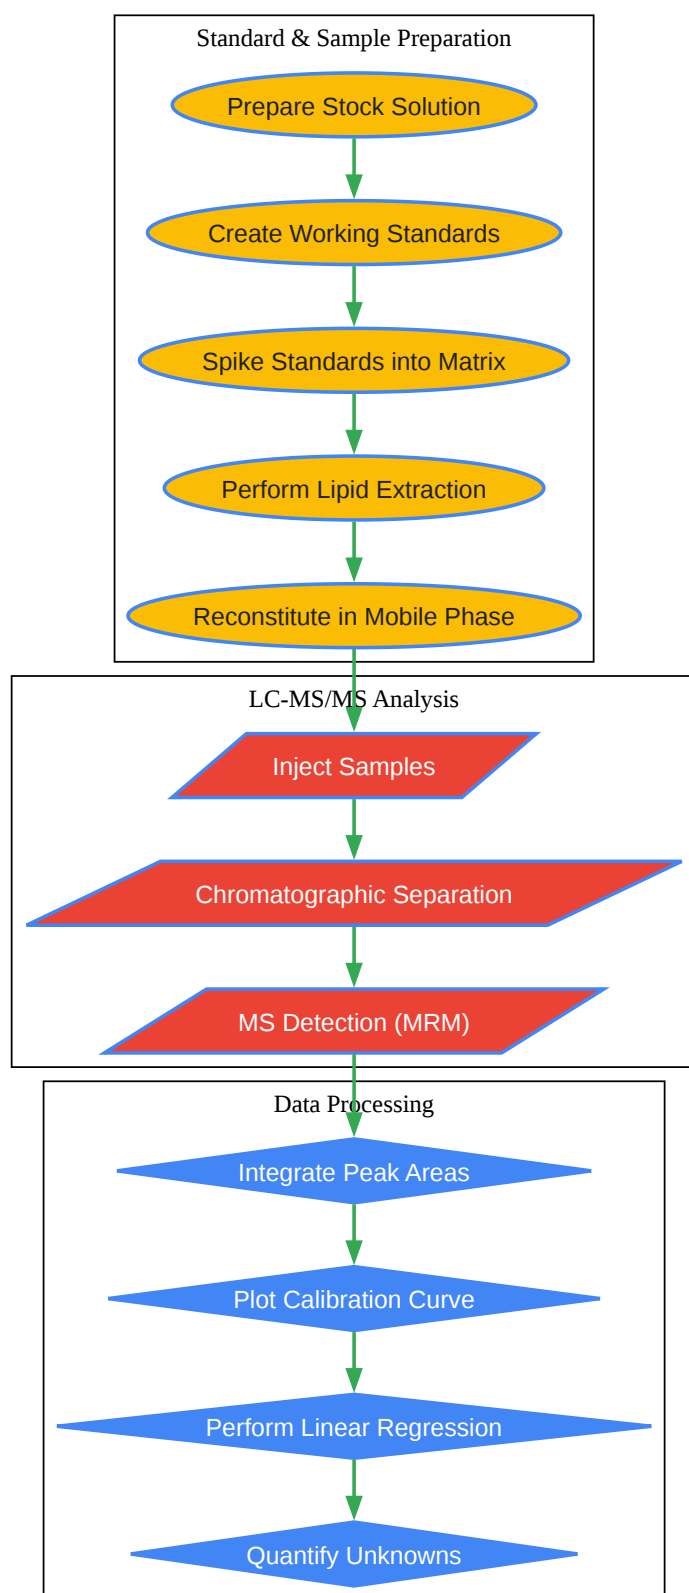 Standard & Sample Preparation
Prepare Stock Solution
Create Working Standards
Spike Standards into Matrix
Perform Lipid Extraction
Reconstitute in Mobile Phase
LC-MS/MS Analysis
Inject Samples
Chromatographic Separation
MS Detection (MRM)
Data Processing
Integrate Peak Areas
Plot Calibration Curve
Perform Linear Regression
Quantify Unknowns